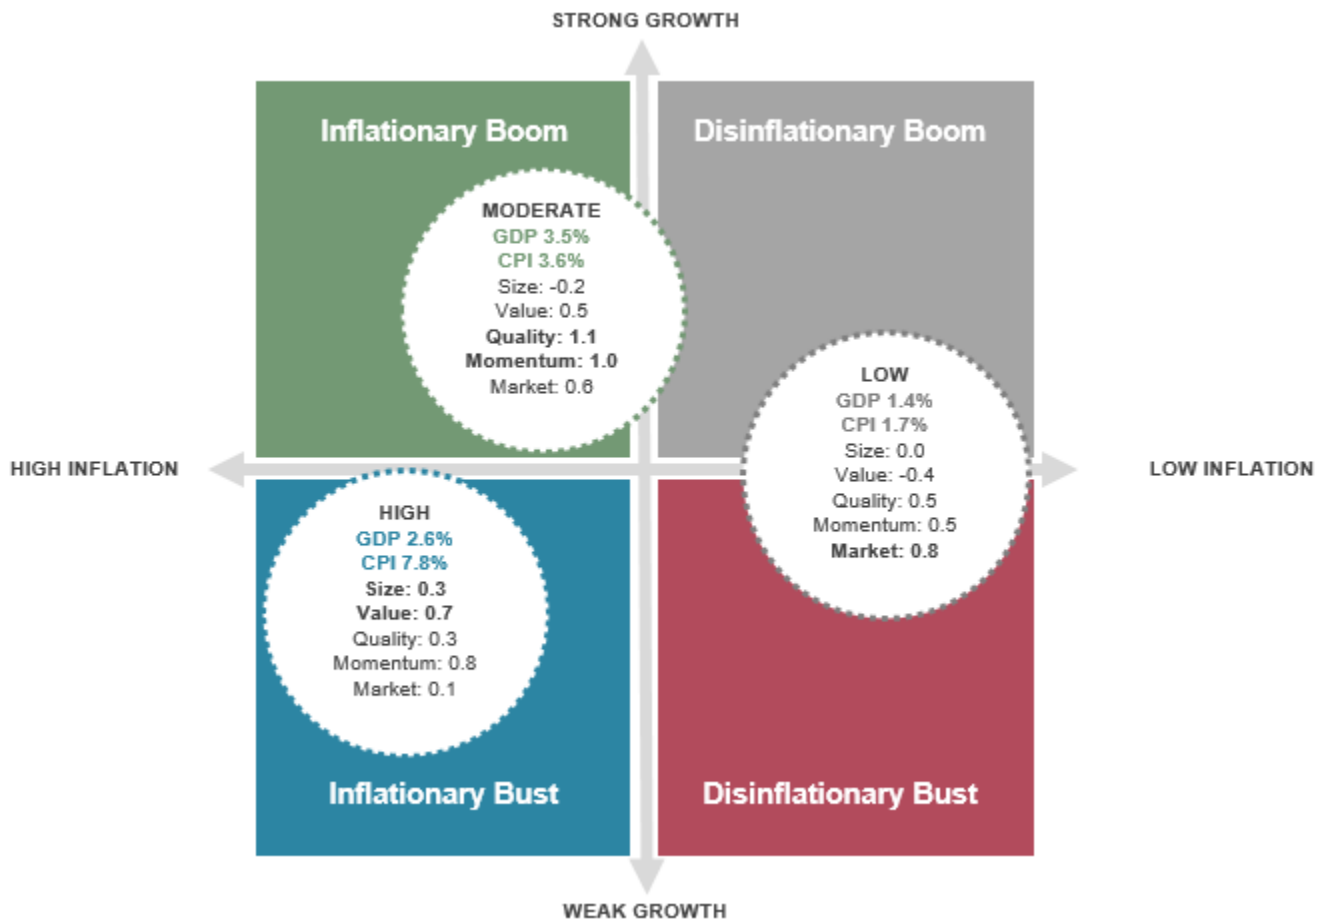 STRONG GROWTH
Inflationary Boom
Disinflationary Boom
MODERATE
GDP 3.5%
CPI 3.6%
Size: -0.2
Value: 0.5
Quality: 1.1
Momentum: 1.0
Market: 0.6
LOW
GDP 1.4%
CPI 1.7%
Size: 0.0
Value: -0.4
Quality: 0.5
Momentum: 0.5
Market: 0.8
HIGH INFLATION
LOW INFLATION
HIGH
GDP 2.6%
CPI 7.8%
Size: 0.3
Value: 0.7
Quality: 0.3
Momentum: 0.8
Market: 0.1
Inflationary Bust
Disinflationary Bust
WEAK GROWTH